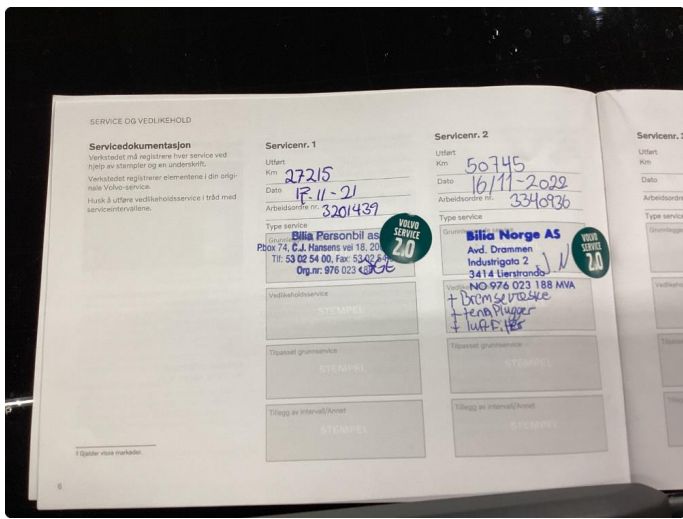 SERVICE OG VEDLIKEHOLD
Servicedokumentasjon
Verkstedet må registrere hver service ved
hjelp av stempler og en underskrift.
Verkstedet registrerer elementene i din origi-
nale Volvo-service.
Husk å utføre vedlikeholdsservice i tråd med
serviceintervallene.
1 Gjelder visse markeder.
6
Servicenr. 1
Utført
Km 27215
Dato 17-11-21
Arbeidsordre nr. 3201439
Type service
Bilia Personbil as
Pbox 74, C.J. Hansens vei 18, 20
Tlf: 53 02 54 00, Fax: 53 02 54
Org.nr: 976 023
VOLVO
SERVICE
2.0
Vedlikeholdsservice
STEMPEL
Tilpasset grunnservice
STEMPEL
Tillegg av intervall/Annet
STEMPEL
Servicenr. 2
Utført
Km 50745
Dato 16/11-2022
Arbeidsordre nr. 3340936
Type service
Bilia Norge AS
Avd. Drammen
Industrigata 2
3414 Lierstranda
NO 976 023 188 MVA
VOLVO
SERVICE
2.0
+ Bremsevæske
+ tennplugger
+ luftfilter
Tilpasset grunnservice
STEMPEL
Tillegg av intervall/Annet
STEMPEL
Servicenr.
Utført
Km
Dato
Arbeidsordre
Type service